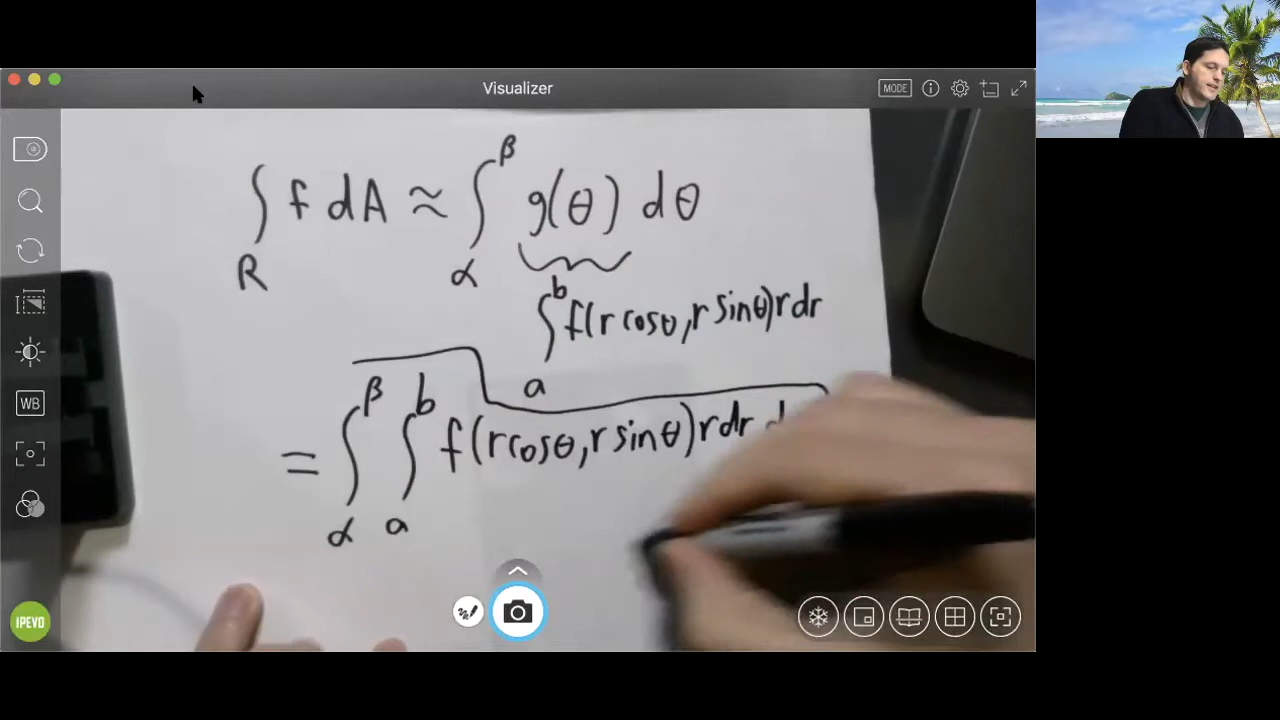 Visualizer
MODE
∫_R f dA ≈ ∫_α^β g(θ) dθ
∫_a^b f(r cosθ, r sinθ) r dr
= ∫_α^β ∫_a^b f(r cosθ, r sinθ) r dr d
WB
IPEVO